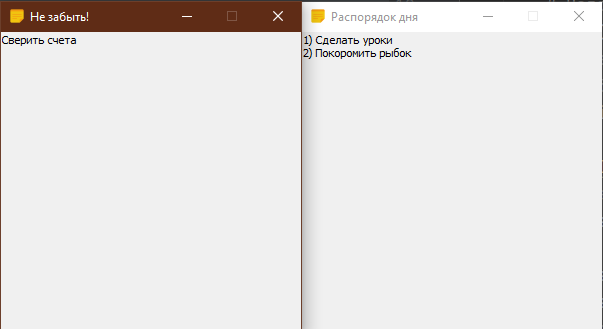 Не забыть!
Сверить счета
Распорядок дня
1) Сделать уроки
2) Покоромить рыбок